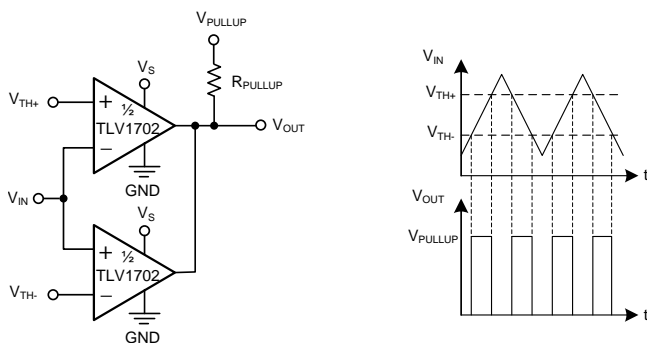 VPULLUP
VS
RPULLUP
VTH+
+
½
TLV1702
−
VOUT
GND
VIN
VS
+
½
TLV1702
VTH-
−
GND
VIN
VTH+
VTH-
t
VOUT
VPULLUP
t